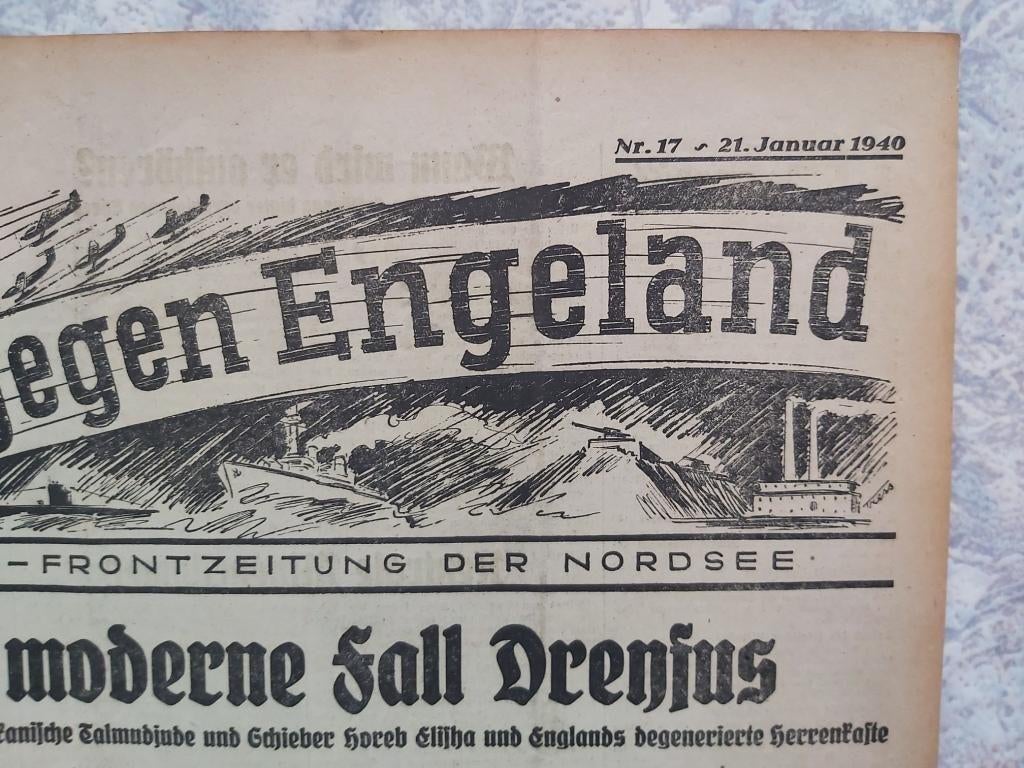 Nr. 17 ~ 21. Januar 1940
gegen Engeland
-FRONTZEITUNG DER NORDSEE·
moderne Fall Dreyfus
kanische Talmudjude und Schieber Horeb Elisha und Englands degenerierte Herrenkaste